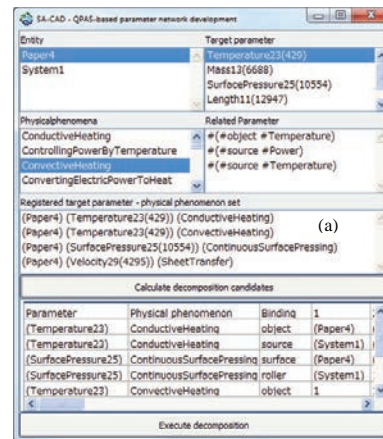 SA-CAD - QPAS-based parameter network development
Entity
Target parameter
Paper4
System1
Temperature23(429)
Mass13(6688)
SurfacePressure25(10554)
Length11(12947)
Physicalphenomena
Related Parameter
ConductiveHeating
ControllingPowerByTemperature
ConvectiveHeating
ConvertingElectricPowerToHeat
#(#object #Temperature)
#(#source #Power)
#(#source #Temperature)
Registered target parameter - physical phenomenon set
(Paper4) (Temperature23(429)) (ConductiveHeating)
(Paper4) (Temperature23(429)) (ConvectiveHeating)
(Paper4) (SurfacePressure25(10554)) (ContinuousSurfacePressing)
(Paper4) (Velocity29(4295)) (SheetTransfer)
(a)
Calculate decomposition candidates
Parameter Physical phenomenon Binding 1
(Temperature23) ConductiveHeating object (Paper4)
(Temperature23) ConductiveHeating source (System1)
(SurfacePressure25) ContinuousSurfacePressing surface (Paper4)
(SurfacePressure25) ContinuousSurfacePressing roller (System1)
(Temperature23) ConvectiveHeating object 1
Execute decomposition